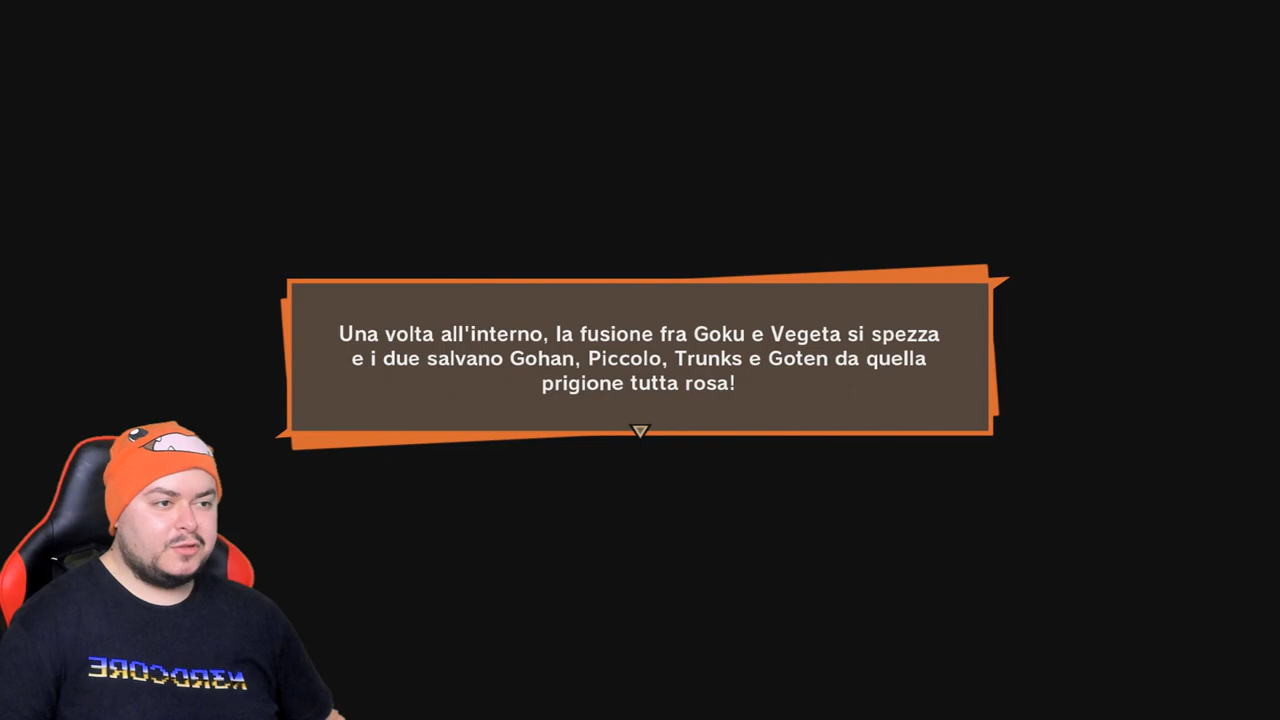 Una volta all'interno, la fusione fra Goku e Vegeta si spezza
e i due salvano Gohan, Piccolo, Trunks e Goten da quella
prigione tutta rosa!
N3RDCORE